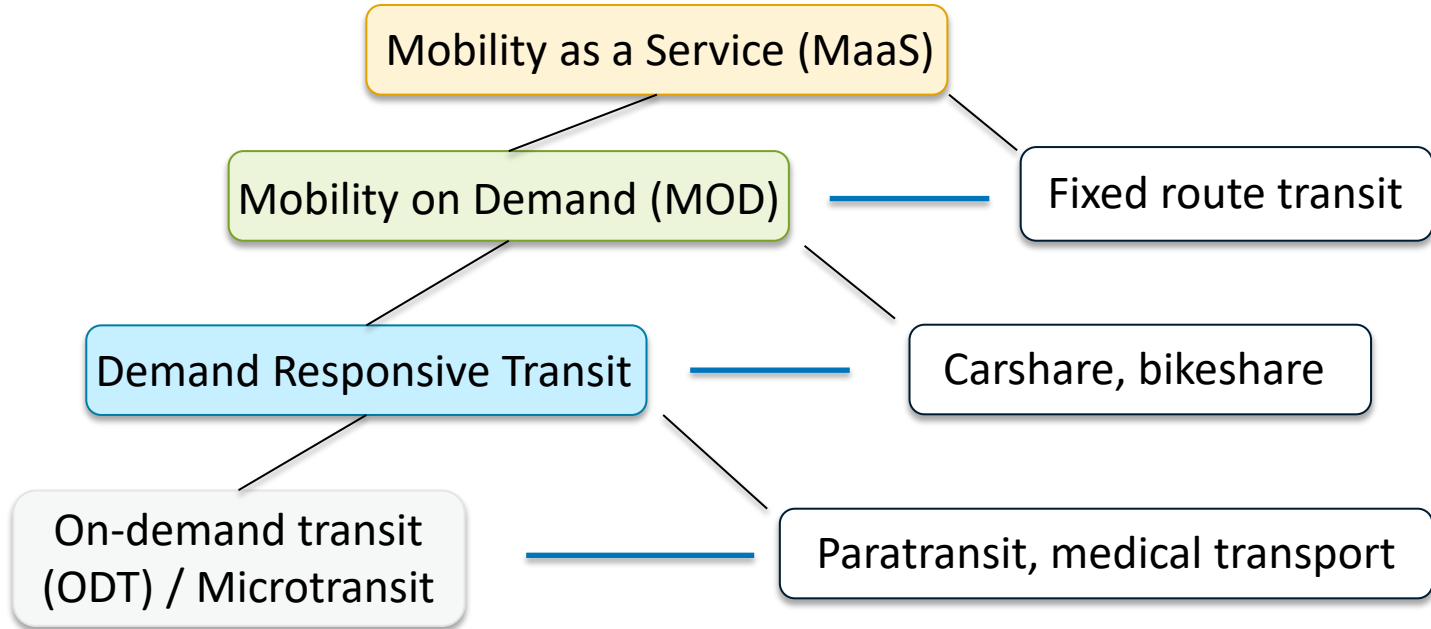 Mobility as a Service (MaaS)
Mobility on Demand (MOD)
Fixed route transit
Demand Responsive Transit
Carshare, bikeshare
On-demand transit
(ODT) / Microtransit
Paratransit, medical transport